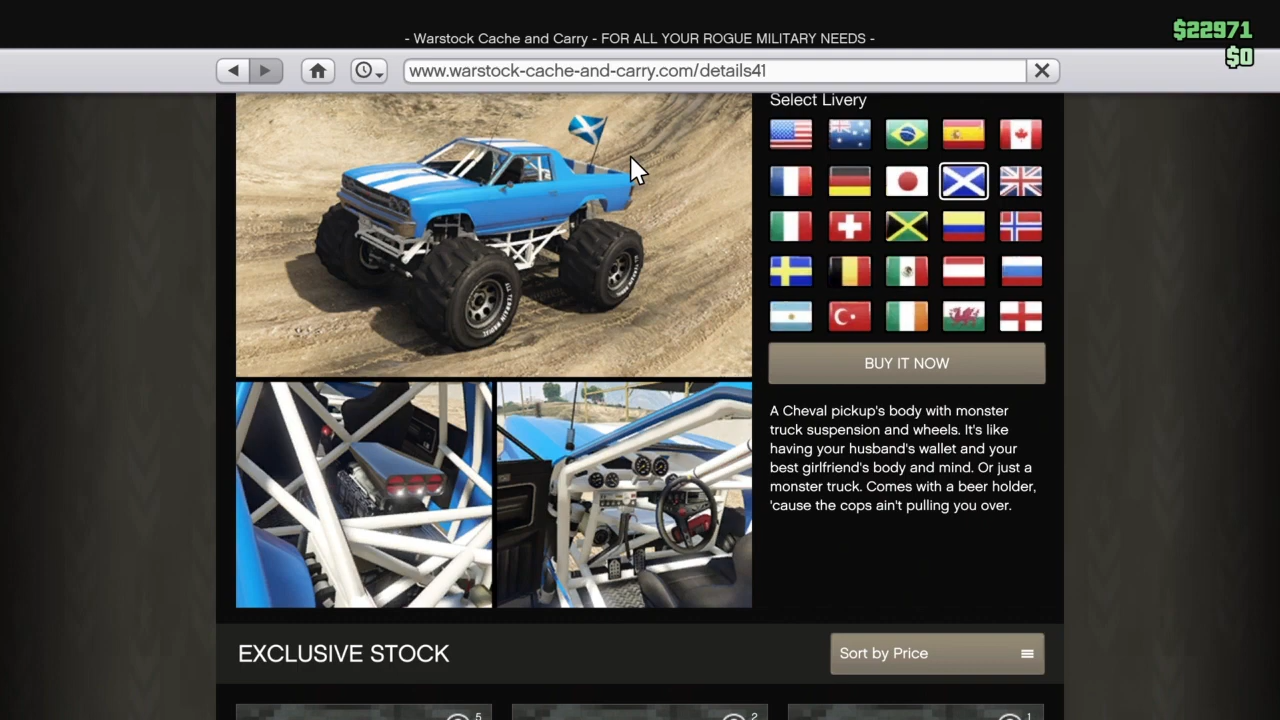 - Warstock Cache and Carry - FOR ALL YOUR ROGUE MILITARY NEEDS -
$22971
$0
www.warstock-cache-and-carry.com/details41
Select Livery
BUY IT NOW
A Cheval pickup's body with monster
truck suspension and wheels. It's like
having your husband's wallet and your
best girlfriend's body and mind. Or just a
monster truck. Comes with a beer holder,
'cause the cops ain't pulling you over.
EXCLUSIVE STOCK
Sort by Price
5
2
1